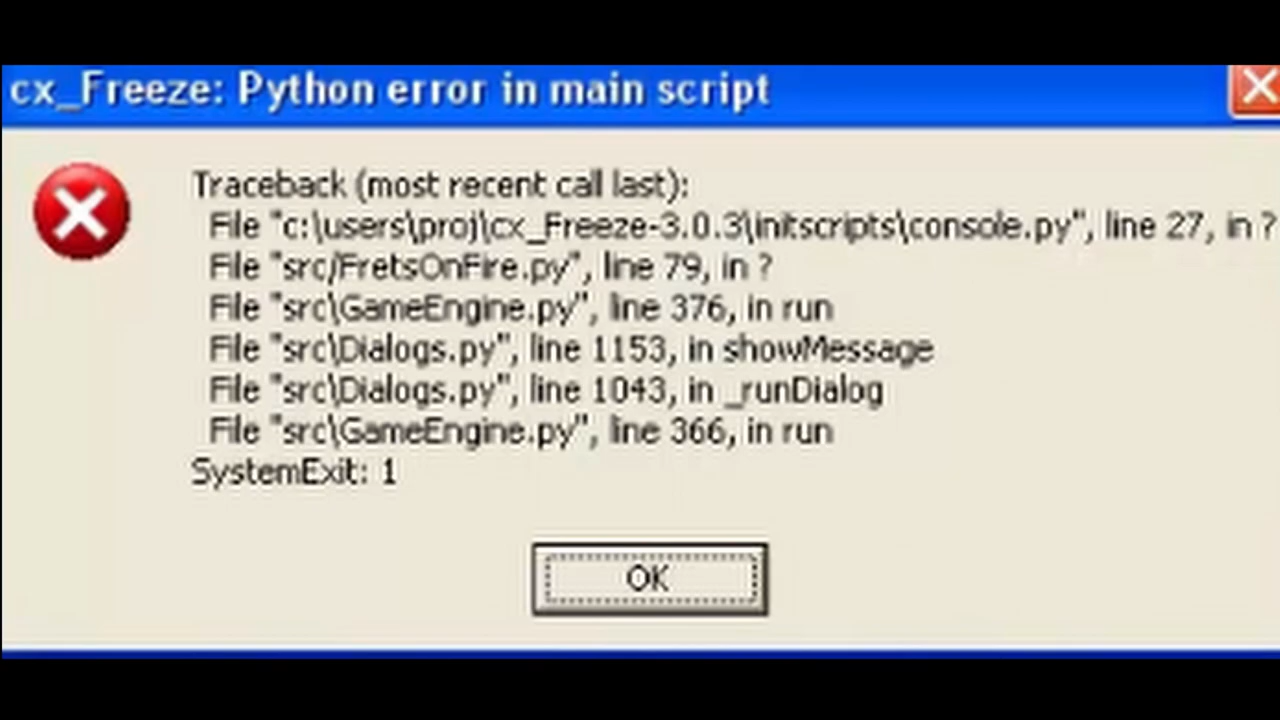 cx_Freeze: Python error in main script
Traceback (most recent call last):
File "c:\users\proj\cx_Freeze-3.0.3\initscripts\console.py", line 27, in ?
File "src/FretsOnFire.py", line 79, in ?
File "src\GameEngine.py", line 376, in run
File "src\Dialogs.py", line 1153, in showMessage
File "src\Dialogs.py", line 1043, in _runDialog
File "src\GameEngine.py", line 366, in run
SystemExit: 1
OK